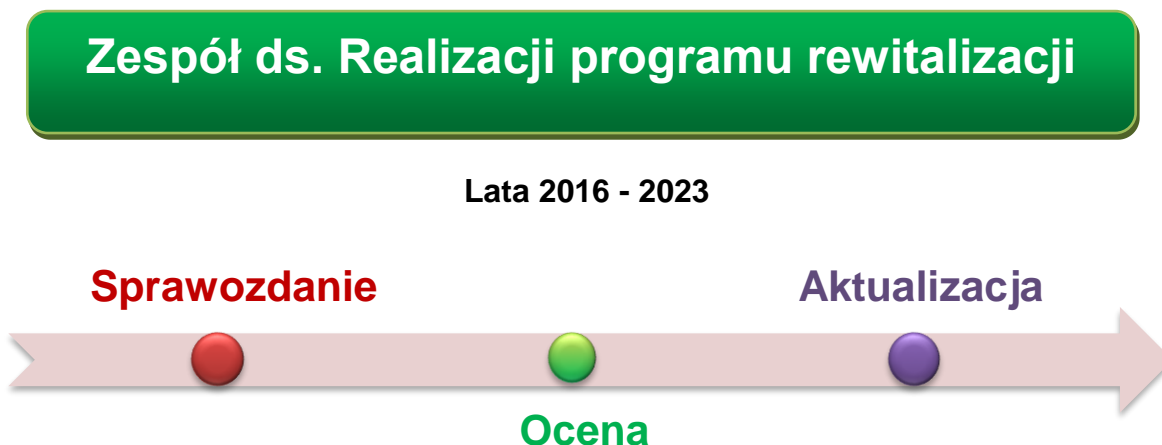 Zespół ds. Realizacji programu rewitalizacji
Lata 2016 - 2023
Sprawozdanie
Aktualizacja
Ocena